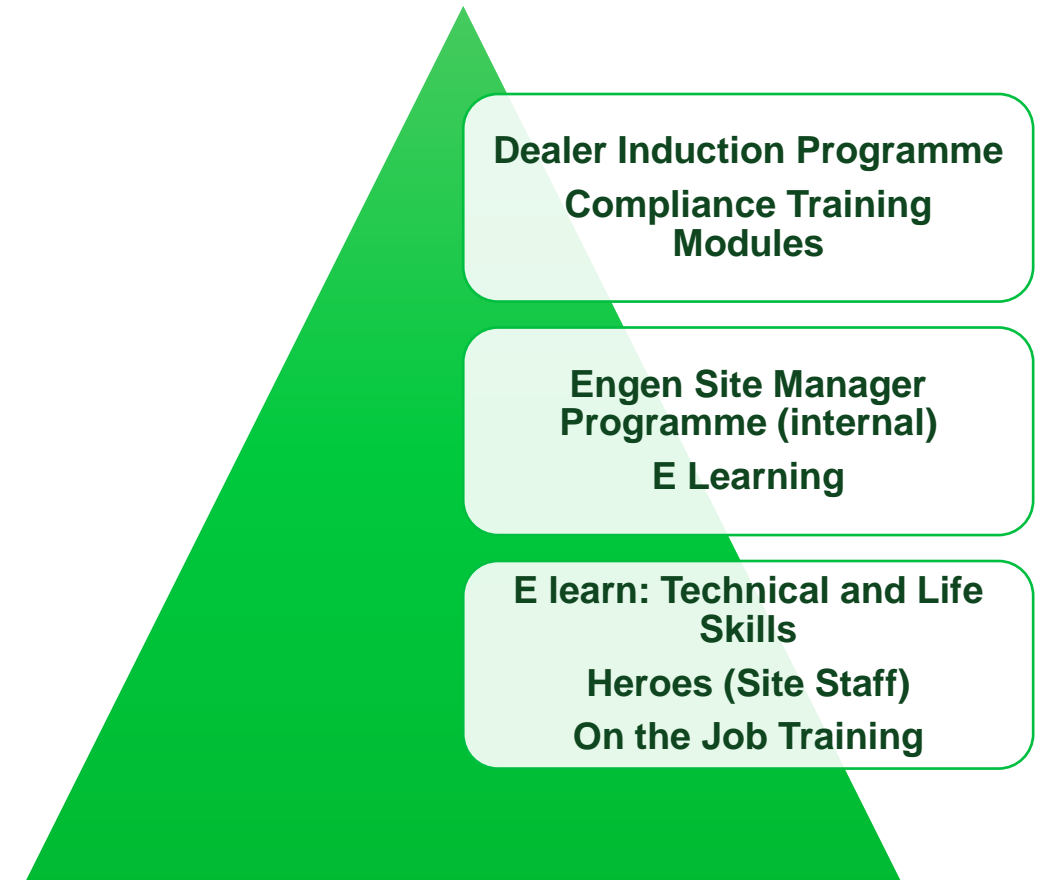 Dealer Induction Programme
Compliance Training
Modules
Engen Site Manager
Programme (internal)
E Learning
E learn: Technical and Life
Skills
Heroes (Site Staff)
On the Job Training